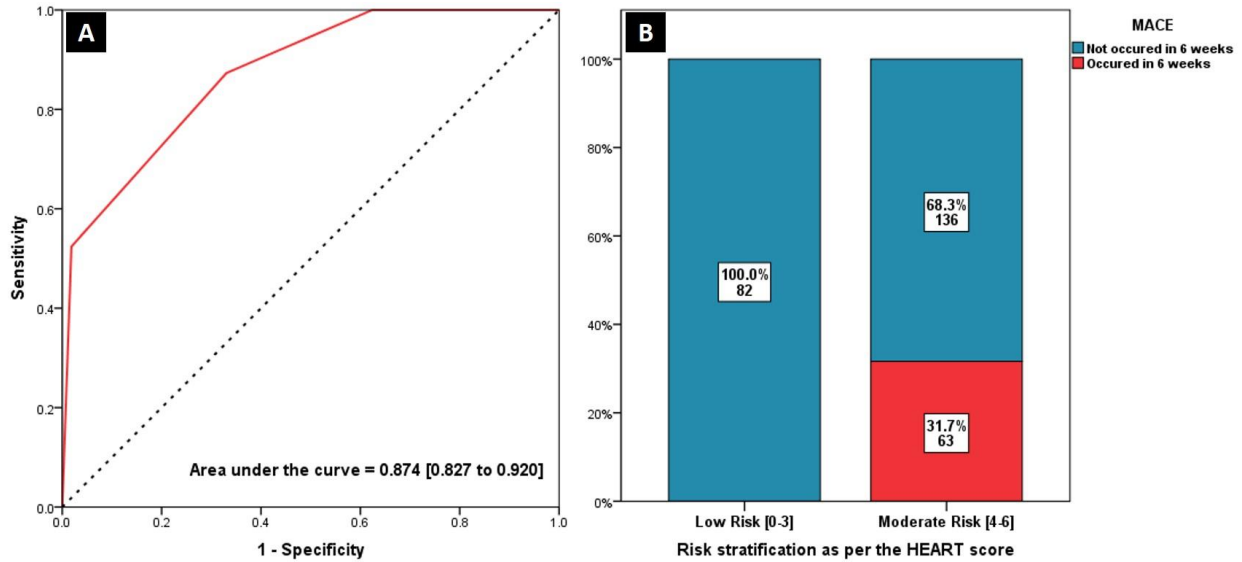 A
1.0
0.8
0.6
0.4
0.2
0.0
Sensitivity
Area under the curve = 0.874 [0.827 to 0.920]
0.0 0.2 0.4 0.6 0.8 1.0
1 - Specificity
B
100%
80%
60%
40%
20%
0%
100.0%
82
68.3%
136
31.7%
63
Low Risk [0-3] Moderate Risk [4-6]
Risk stratification as per the HEART score
MACE
Not occured in 6 weeks
Occured in 6 weeks